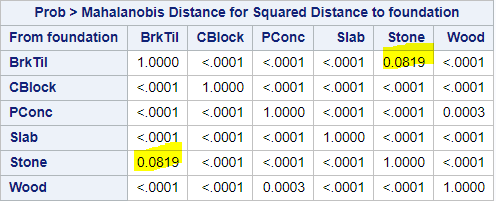 Prob > Mahalanobis Distance for Squared Distance to foundation
From foundation BrkTil CBlock PConc Slab Stone Wood
BrkTil 1.0000 <.0001 <.0001 <.0001 0.0819 <.0001
CBlock <.0001 1.0000 <.0001 <.0001 <.0001 <.0001
PConc <.0001 <.0001 1.0000 <.0001 <.0001 0.0003
Slab <.0001 <.0001 <.0001 1.0000 <.0001 <.0001
Stone 0.0819 <.0001 <.0001 <.0001 1.0000 <.0001
Wood <.0001 <.0001 0.0003 <.0001 <.0001 1.0000